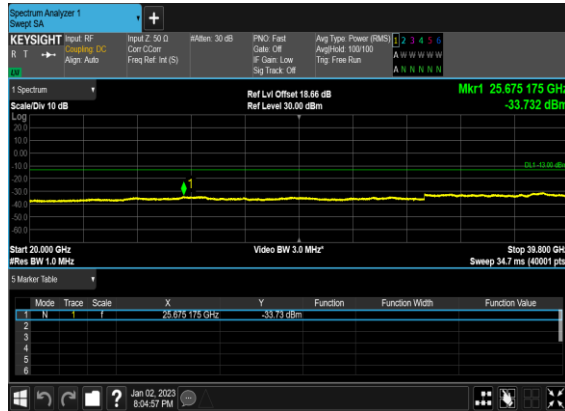 Spectrum Analyzer 1
Swept SA
+
KEYSIGHT Input: RF Input Z: 50 Ω #Atten: 30 dB PNO: Fast Avg Type: Power (RMS) 1 2 3 4 5 6
R T Coupling: DC Corr CCorr Gate: Off Avg|Hold: 100/100 A W W W W W
Align: Auto Freq Ref: Int (S) IF Gain: Low Trig: Free Run A N N N N N
LXI Sig Track: Off
1 Spectrum Ref Lvl Offset 18.66 dB Mkr1 25.675 175 GHz
Scale/Div 10 dB Ref Level 30.00 dBm -33.732 dBm
Log
20.0
10.0
0.00
-10.0 DL1 -13.00 dBm
-20.0
1
-30.0
-40.0
-50.0
-60.0
Start 20.000 GHz Video BW 3.0 MHz* Stop 39.800 GHz
#Res BW 1.0 MHz Sweep 34.7 ms (40001 pts)
5 Marker Table
Mode Trace Scale X Y Function Function Width Function Value
1 N 1 f 25.675 175 GHz -33.73 dBm
2
3
4
5
6
? Jan 02, 2023
8:04:57 PM